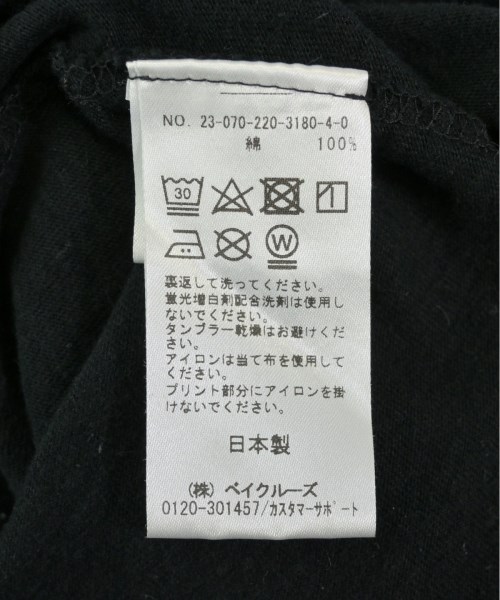 NO. 23-070-220-3180-4-0
綿 100%
30
W
裏返して洗ってください。
蛍光増白剤配合洗剤は使用し
ないでください。
タンブラー乾燥はお避けくだ
さい。
アイロンは当て布を使用して
ください。
プリント部分にアイロンを掛
けないでください。
日本製
(株) ベイクルーズ
0120-301457/カスタマーサポート